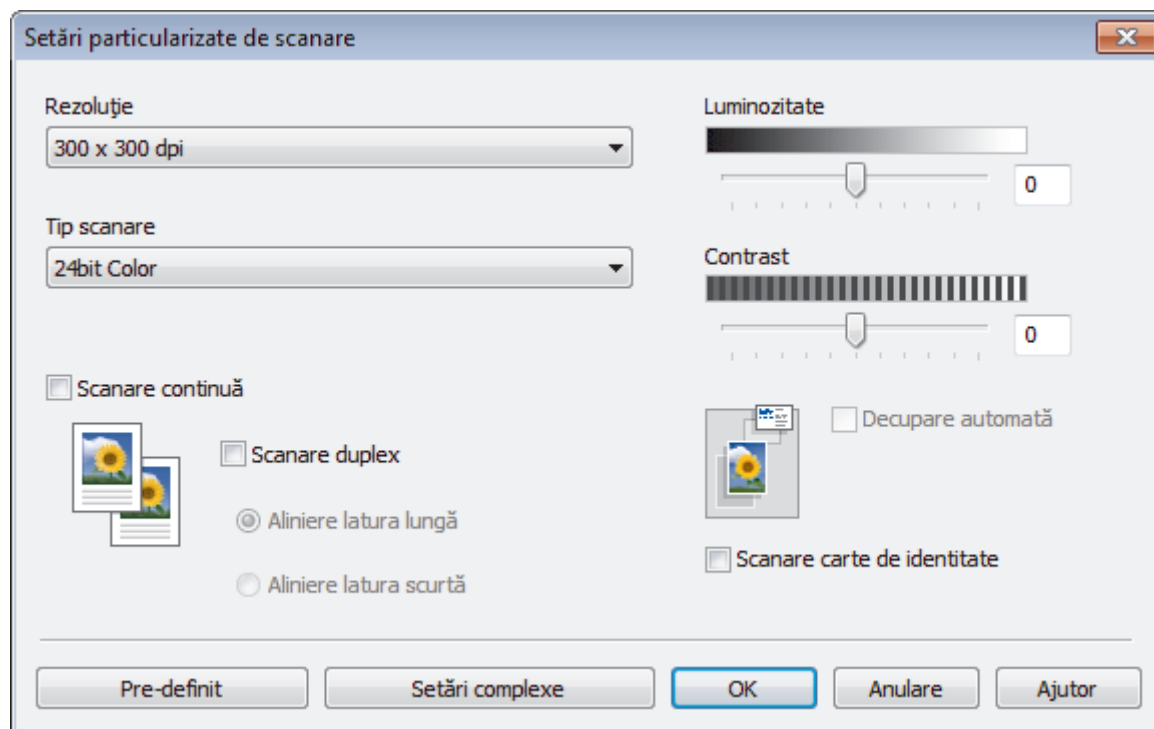 Setări particularizate de scanare
Rezoluţie
300 x 300 dpi
Tip scanare
24bit Color
Scanare continuă
Scanare duplex
Aliniere latura lungă
Aliniere latura scurtă
Luminozitate
0
Contrast
0
Decupare automată
Scanare carte de identitate
Pre-definit
Setări complexe
OK
Anulare
Ajutor